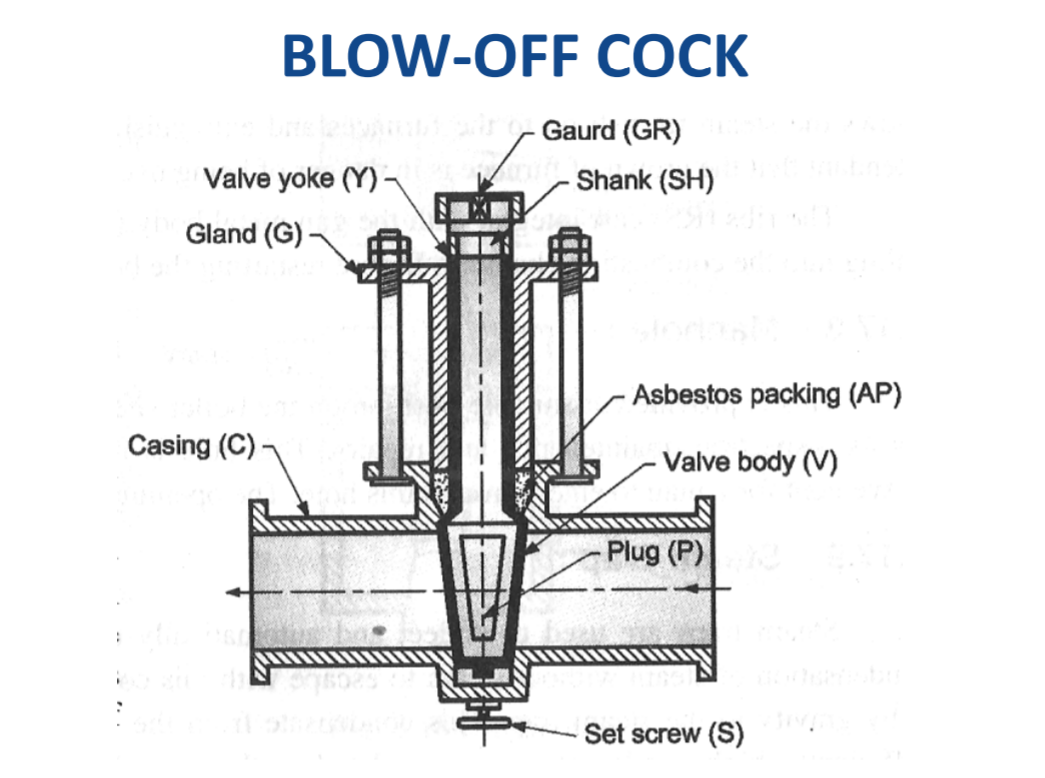 BLOW-OFF COCK
Gaurd (GR)
Valve yoke (Y)
Shank (SH)
Gland (G)
Asbestos packing (AP)
Casing (C)
Valve body (V)
Plug (P)
Set screw (S)